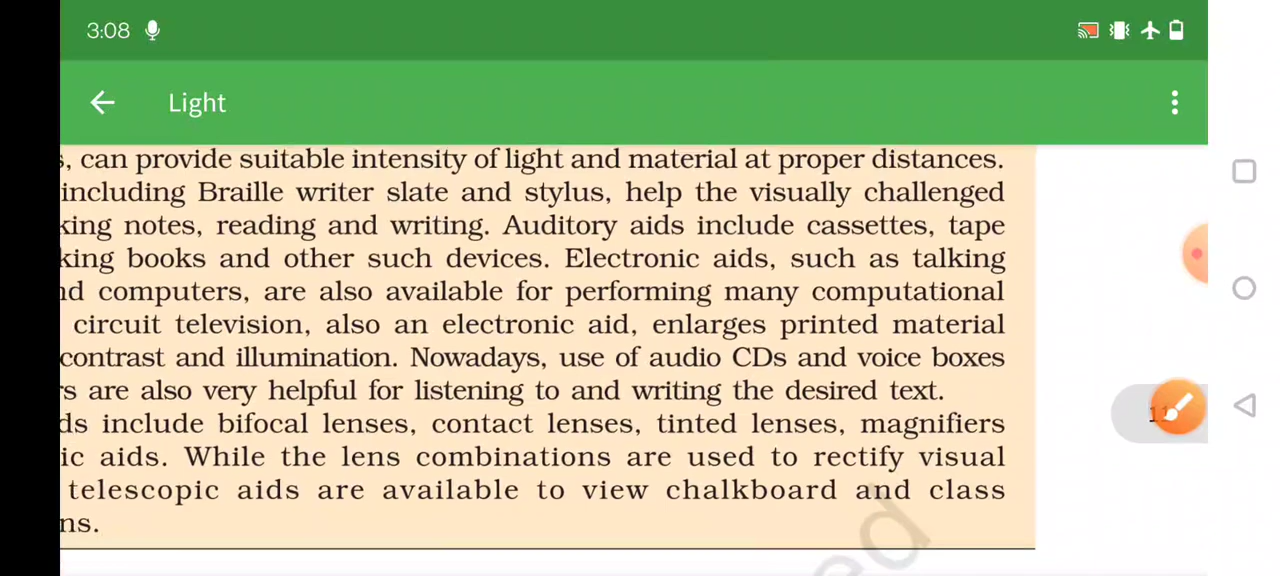 3:08
Light
, can provide suitable intensity of light and material at proper distances.
including Braille writer slate and stylus, help the visually challenged
king notes, reading and writing. Auditory aids include cassettes, tape
king books and other such devices. Electronic aids, such as talking
nd computers, are also available for performing many computational
circuit television, also an electronic aid, enlarges printed material
contrast and illumination. Nowadays, use of audio CDs and voice boxes
rs are also very helpful for listening to and writing the desired text.
ds include bifocal lenses, contact lenses, tinted lenses, magnifiers
ic aids. While the lens combinations are used to rectify visual
telescopic aids are available to view chalkboard and class
ns.